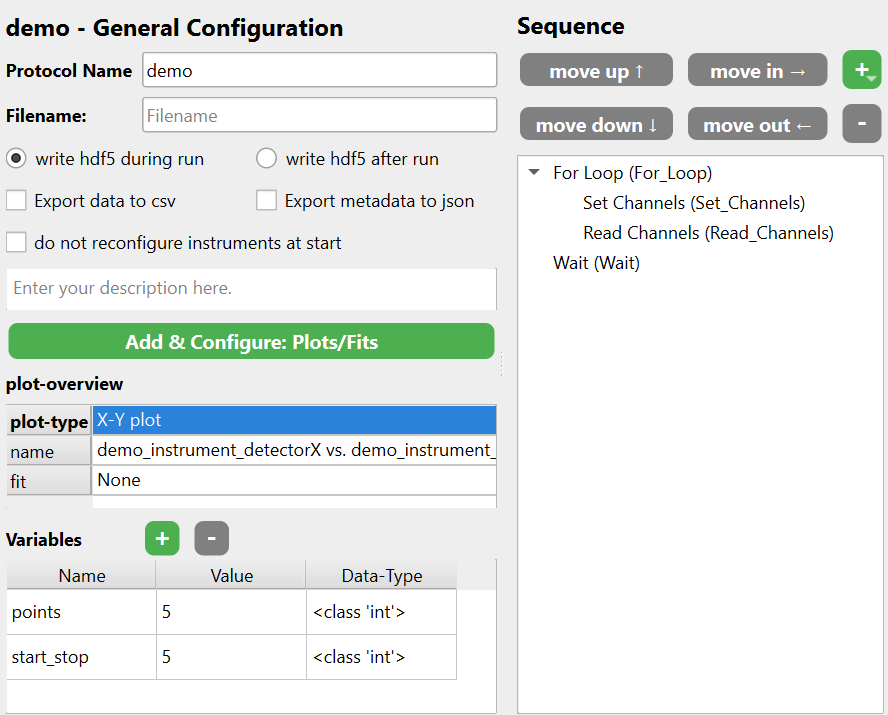 demo - General Configuration
Protocol Name demo
Filename: Filename
write hdf5 during run write hdf5 after run
Export data to csv Export metadata to json
do not reconfigure instruments at start
Enter your description here.
Add & Configure: Plots/Fits
plot-overview
plot-type X-Y plot
name demo_instrument_detectorX vs. demo_instrument_
fit None
Variables + -
Name Value Data-Type
points 5 <class 'int'>
start_stop 5 <class 'int'>
Sequence
move up ↑ move in → +
move down ↓ move out ← -
For Loop (For_Loop)
Set Channels (Set_Channels)
Read Channels (Read_Channels)
Wait (Wait)